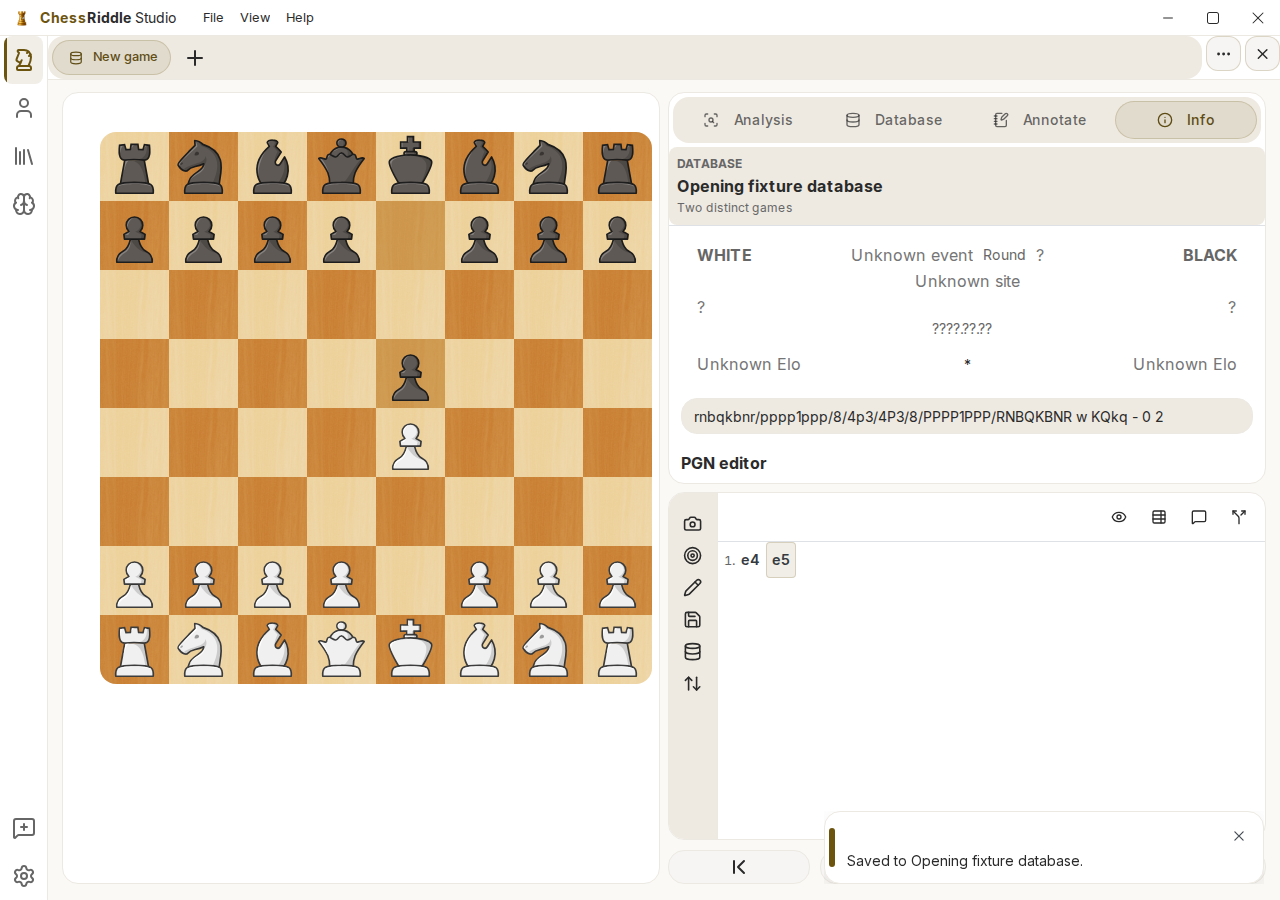 ChessRiddle Studio File View Help
New game
Analysis Database Annotate Info
DATABASE
Opening fixture database
Two distinct games
WHITE Unknown event Round ? BLACK
Unknown site
? ?
????.??.??
Unknown Elo * Unknown Elo
rnbqkbnr/pppp1ppp/8/4p3/4P3/8/PPPP1PPP/RNBQKBNR w KQkq - 0 2
PGN editor
1. e4 e5
Saved to Opening fixture database.